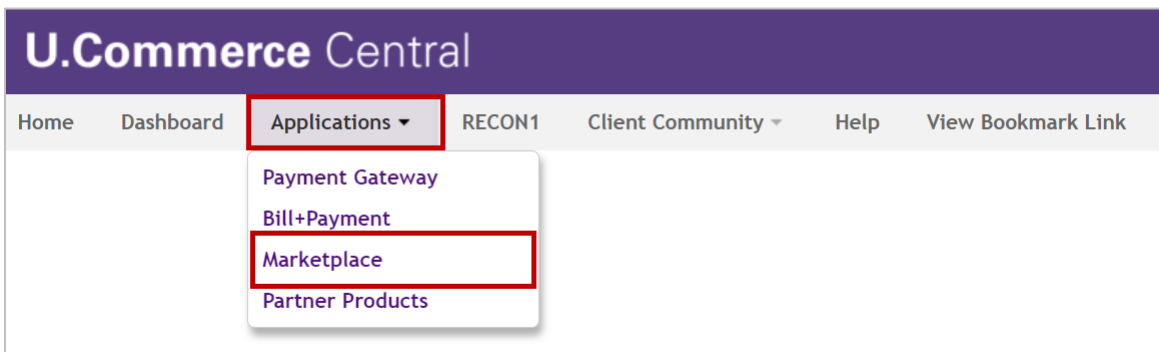 U.Commerce Central
Home Dashboard Applications RECON1 Client Community Help View Bookmark Link
Payment Gateway
Bill+Payment
Marketplace
Partner Products